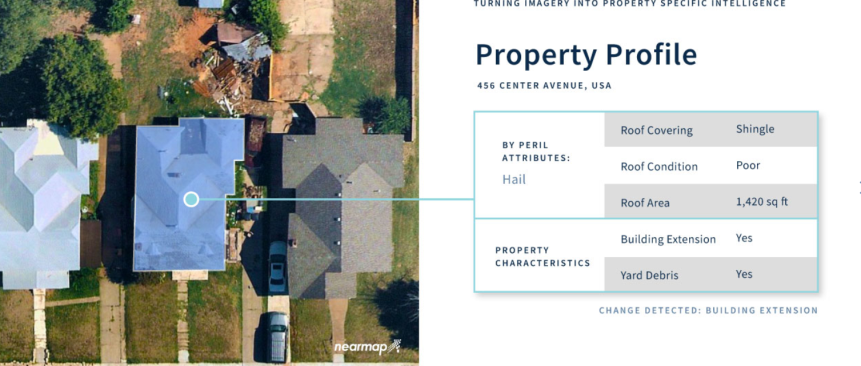 TURNING IMAGERY INTO PROPERTY SPECIFIC INTELLIGENCE
Property Profile
456 CENTER AVENUE, USA
BY PERIL
ATTRIBUTES:
Hail
Roof Covering Shingle
Roof Condition Poor
Roof Area 1,420 sq ft
PROPERTY
CHARACTERISTICS
Building Extension Yes
Yard Debris Yes
CHANGE DETECTED: BUILDING EXTENSION
nearmap